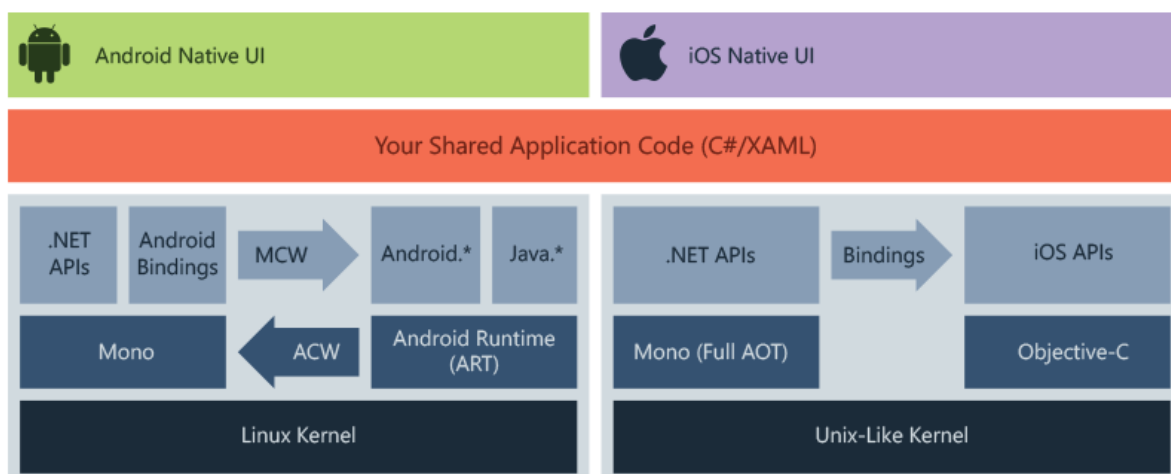 Android Native UI
iOS Native UI
Your Shared Application Code (C#/XAML)
.NET
APIs
Android
Bindings
MCW
Android.*
Java.*
.NET APIs
Bindings
iOS APIs
Mono
ACW
Android Runtime
(ART)
Mono (Full AOT)
Objective-C
Linux Kernel
Unix-Like Kernel